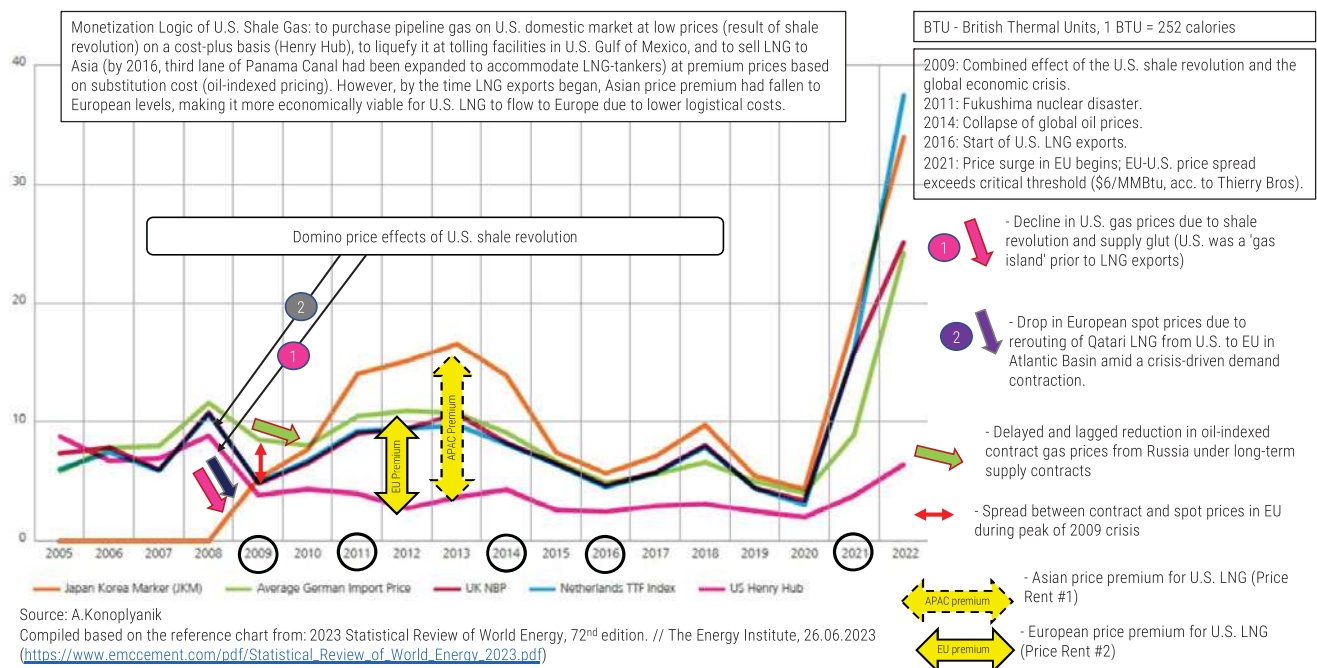 Monetization Logic of U.S. Shale Gas: to purchase pipeline gas on U.S. domestic market at low prices (result of shale
revolution) on a cost-plus basis (Henry Hub), to liquefy it at tolling facilities in U.S. Gulf of Mexico, and to sell LNG to
Asia (by 2016, third lane of Panama Canal had been expanded to accommodate LNG-tankers) at premium prices based
on substitution cost (oil-indexed pricing). However, by the time LNG exports began, Asian price premium had fallen to
European levels, making it more economically viable for U.S. LNG to flow to Europe due to lower logistical costs.
BTU - British Thermal Units, 1 BTU = 252 calories
2009: Combined effect of the U.S. shale revolution and the
global economic crisis.
2011: Fukushima nuclear disaster.
2014: Collapse of global oil prices.
2016: Start of U.S. LNG exports.
2021: Price surge in EU begins; EU-U.S. price spread
exceeds critical threshold ($6/MMBtu, acc. to Thierry Bros).
40
30
20
10
0
Domino price effects of U.S. shale revolution
2
1
EU Premium
APAC Premium
2005 2006 2007 2008 2009 2010 2011 2012 2013 2014 2015 2016 2017 2018 2019 2020 2021 2022
Japan Korea Marker (JKM) Average German Import Price UK NBP Netherlands TTF Index US Henry Hub
1
- Decline in U.S. gas prices due to shale
revolution and supply glut (U.S. was a 'gas
island' prior to LNG exports)
2
- Drop in European spot prices due to
rerouting of Qatari LNG from U.S. to EU in
Atlantic Basin amid a crisis-driven demand
contraction.
- Delayed and lagged reduction in oil-indexed
contract gas prices from Russia under long-term
supply contracts
- Spread between contract and spot prices in EU
during peak of 2009 crisis
APAC premium
- Asian price premium for U.S. LNG (Price
Rent #1)
EU premium
- European price premium for U.S. LNG
(Price Rent #2)
Source: A.Konoplyanik
Compiled based on the reference chart from: 2023 Statistical Review of World Energy, 72nd edition. // The Energy Institute, 26.06.2023
(https://www.emccement.com/pdf/Statistical_Review_of_World_Energy_2023.pdf)